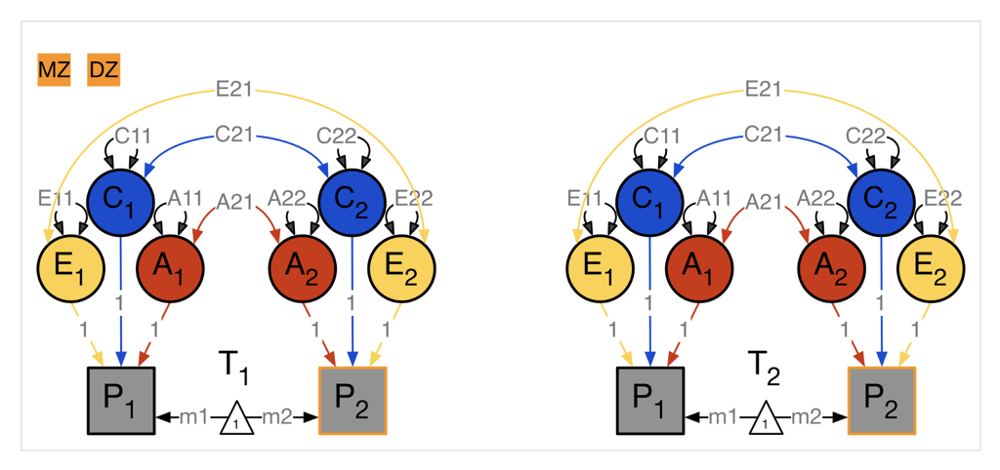 MZ DZ
E21 E21
C11 C21 C22 C11 C21 C22
E11 C₁ A11 A21 A22 C₂ E22 E11 C₁ A11 A21 A22 C₂ E22
E₁ A₁ A₂ E₂ E₁ A₁ A₂ E₂
1 1 1 1
1 1 1 1 1 1 1 1
T₁ T₂
P₁ m1 1 m2 P₂ P₁ m1 1 m2 P₂